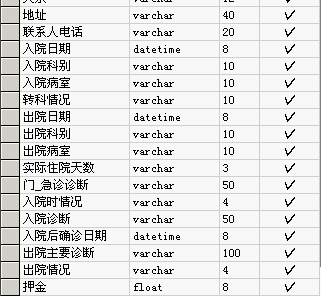 地址 varchar 40
联系人电话 varchar 20
入院日期 datetime 8
入院科别 varchar 10
入院病室 varchar 10
转科情况 varchar 10
出院日期 datetime 8
出院科别 varchar 10
出院病室 varchar 10
实际住院天数 varchar 3
门_急诊诊断 varchar 50
入院时情况 varchar 4
入院诊断 varchar 50
入院后确诊日期 datetime 8
出院主要诊断 varchar 100
出院情况 varchar 4
押金 float 8